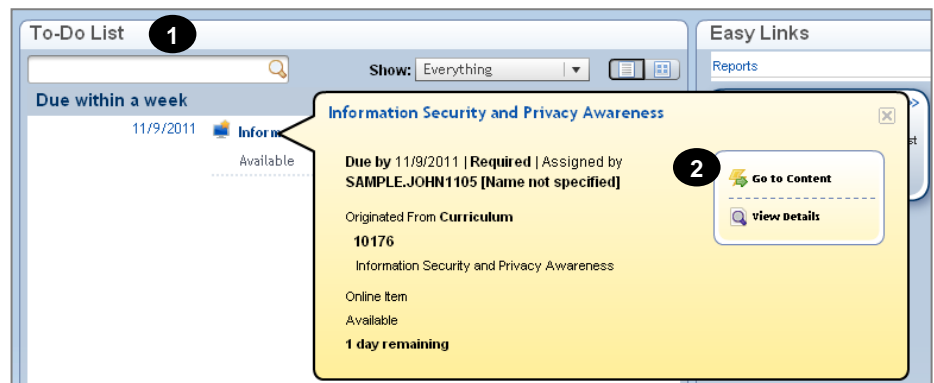 To-Do List 1
Show: Everything
Due within a week
11/9/2011 Inform
Available
Information Security and Privacy Awareness
Due by 11/9/2011 | Required | Assigned by
SAMPLE.JOHN1105 [Name not specified]
Originated From Curriculum
10176
Information Security and Privacy Awareness
Online Item
Available
1 day remaining
2
Go to Content
View Details
Easy Links
Reports
>>
st